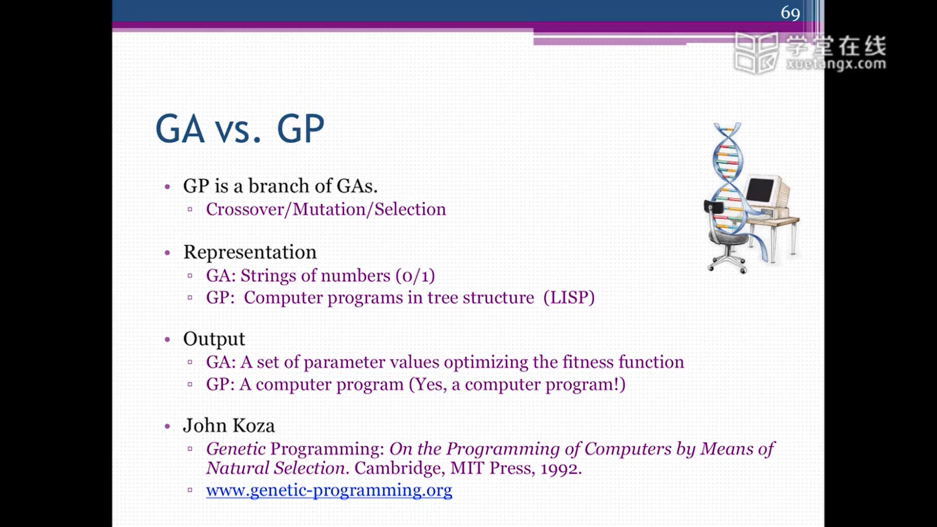 69
学堂在线
xuetangx.com
GA vs. GP
• GP is a branch of GAs.
▫ Crossover/Mutation/Selection
• Representation
▫ GA: Strings of numbers (0/1)
▫ GP: Computer programs in tree structure (LISP)
• Output
▫ GA: A set of parameter values optimizing the fitness function
▫ GP: A computer program (Yes, a computer program!)
• John Koza
▫ Genetic Programming: On the Programming of Computers by Means of
Natural Selection. Cambridge, MIT Press, 1992.
▫ www.genetic-programming.org